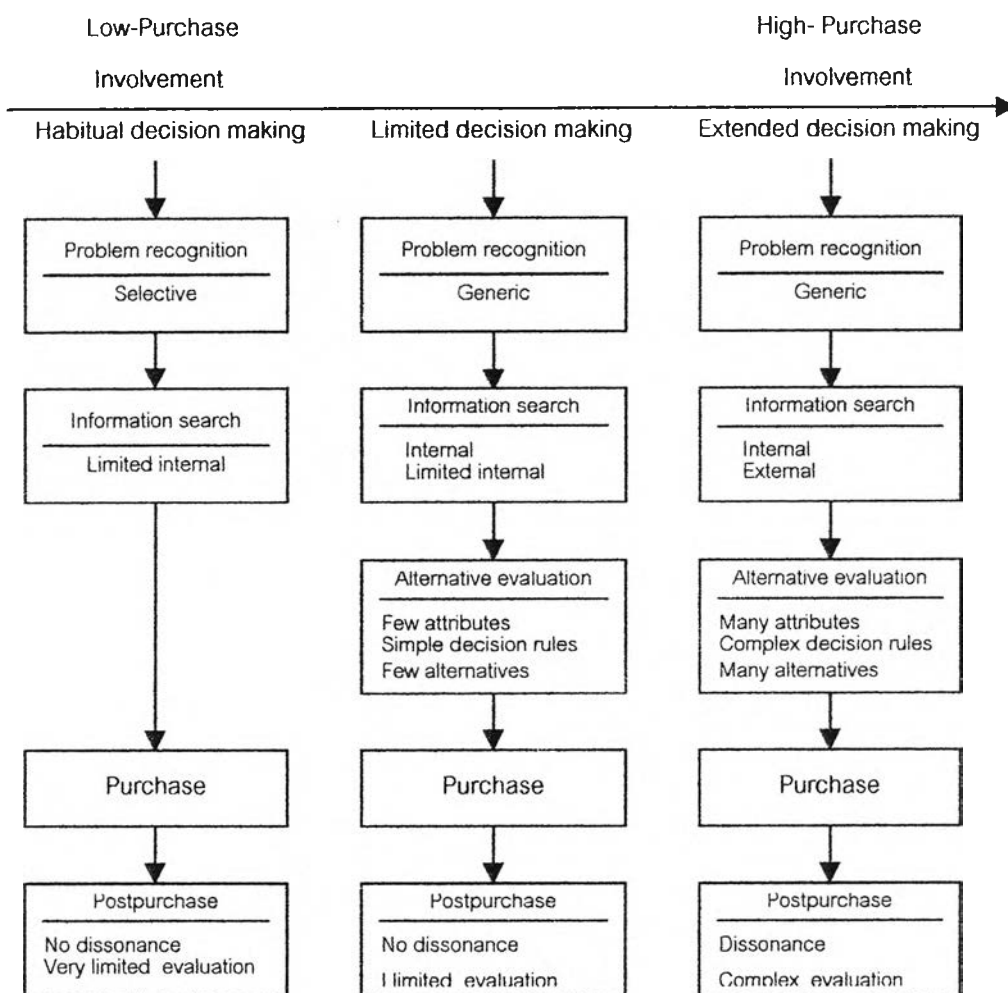 Low-Purchase
Involvement
High- Purchase
Involvement
Habitual decision making
Limited decision making
Extended decision making
Problem recognition
Selective
Problem recognition
Generic
Problem recognition
Generic
Information search
Limited internal
Information search
Internal
Limited internal
Information search
Internal
External
Alternative evaluation
Few attributes
Simple decision rules
Few alternatives
Alternative evaluation
Many attributes
Complex decision rules
Many alternatives
Purchase
Purchase
Purchase
Postpurchase
No dissonance
Very limited evaluation
Postpurchase
No dissonance
Limited evaluation
Postpurchase
Dissonance
Complex evaluation